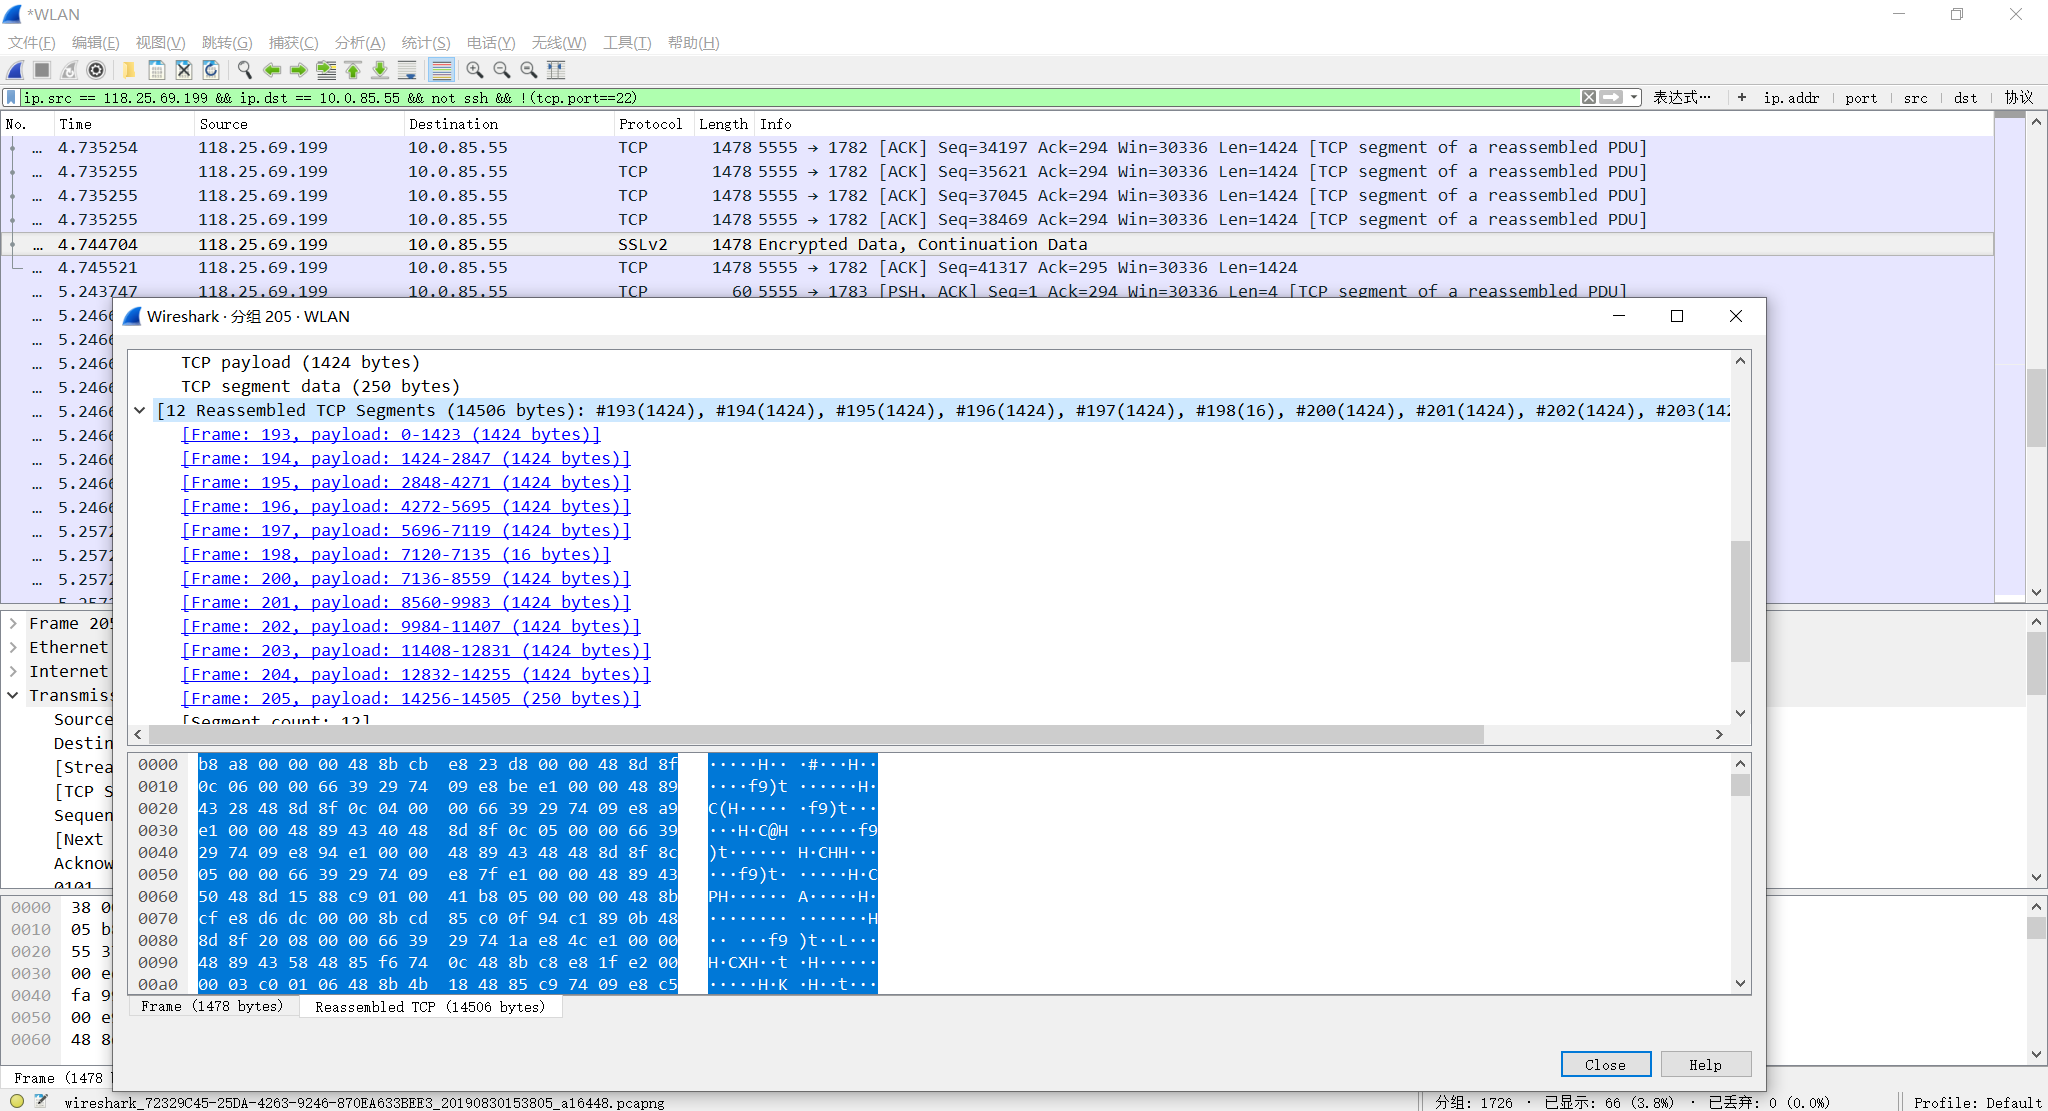 *WLAN
文件(F) 编辑(E) 视图(V) 跳转(G) 捕获(C) 分析(A) 统计(S) 电话(Y) 无线(W) 工具(T) 帮助(H)
ip.src == 118.25.69.199 && ip.dst == 10.0.85.55 && not ssh && !(tcp.port==22) 表达式… + ip.addr port src dst 协议
No. Time Source Destination Protocol Length Info
… 4.735254 118.25.69.199 10.0.85.55 TCP 1478 5555 → 1782 [ACK] Seq=34197 Ack=294 Win=30336 Len=1424 [TCP segment of a reassembled PDU]
… 4.735255 118.25.69.199 10.0.85.55 TCP 1478 5555 → 1782 [ACK] Seq=35621 Ack=294 Win=30336 Len=1424 [TCP segment of a reassembled PDU]
… 4.735255 118.25.69.199 10.0.85.55 TCP 1478 5555 → 1782 [ACK] Seq=37045 Ack=294 Win=30336 Len=1424 [TCP segment of a reassembled PDU]
… 4.735255 118.25.69.199 10.0.85.55 TCP 1478 5555 → 1782 [ACK] Seq=38469 Ack=294 Win=30336 Len=1424 [TCP segment of a reassembled PDU]
… 4.744704 118.25.69.199 10.0.85.55 SSLv2 1478 Encrypted Data, Continuation Data
… 4.745521 118.25.69.199 10.0.85.55 TCP 1478 5555 → 1782 [ACK] Seq=41317 Ack=295 Win=30336 Len=1424
… 5.243747 118.25.69.199 10.0.85.55 TCP 60 5555 → 1783 [PSH, ACK] Seq=1 Ack=294 Win=30336 Len=4 [TCP segment of a reassembled PDU]
… 5.246
… 5.246
… 5.246
… 5.246
… 5.246
… 5.246
… 5.246
… 5.246
… 5.246
… 5.257
… 5.257
… 5.257
Wireshark · 分组 205 · WLAN
TCP payload (1424 bytes)
TCP segment data (250 bytes)
[12 Reassembled TCP Segments (14506 bytes): #193(1424), #194(1424), #195(1424), #196(1424), #197(1424), #198(16), #200(1424), #201(1424), #202(1424), #203(142
[Frame: 193, payload: 0-1423 (1424 bytes)]
[Frame: 194, payload: 1424-2847 (1424 bytes)]
[Frame: 195, payload: 2848-4271 (1424 bytes)]
[Frame: 196, payload: 4272-5695 (1424 bytes)]
[Frame: 197, payload: 5696-7119 (1424 bytes)]
[Frame: 198, payload: 7120-7135 (16 bytes)]
[Frame: 200, payload: 7136-8559 (1424 bytes)]
[Frame: 201, payload: 8560-9983 (1424 bytes)]
[Frame: 202, payload: 9984-11407 (1424 bytes)]
[Frame: 203, payload: 11408-12831 (1424 bytes)]
[Frame: 204, payload: 12832-14255 (1424 bytes)]
[Frame: 205, payload: 14256-14505 (250 bytes)]
[Segment count: 12]
0000 b8 a8 00 00 00 48 8b cb e8 23 d8 00 00 48 8d 8f ·····H·· ·#···H··
0010 0c 06 00 00 66 39 29 74 09 e8 be e1 00 00 48 89 ····f9)t ······H·
0020 43 28 48 8d 8f 0c 04 00 00 66 39 29 74 09 e8 a9 C(H····· ·f9)t···
0030 e1 00 00 48 89 43 40 48 8d 8f 0c 05 00 00 66 39 ···H·C@H ······f9
0040 29 74 09 e8 94 e1 00 00 48 89 43 48 48 8d 8f 8c )t······ H·CHH···
0050 05 00 00 66 39 29 74 09 e8 7f e1 00 00 48 89 43 ···f9)t· ·····H·C
0060 50 48 8d 15 88 c9 01 00 41 b8 05 00 00 00 48 8b PH······ A·····H·
0070 cf e8 d6 dc 00 00 8b cd 85 c0 0f 94 c1 89 0b 48 ········ ·······H
0080 8d 8f 20 08 00 00 66 39 29 74 1a e8 4c e1 00 00 ·· ···f9 )t··L···
0090 48 89 43 58 48 85 f6 74 0c 48 8b c8 e8 1f e2 00 H·CXH··t ·H······
00a0 00 03 c0 01 06 48 8b 4b 18 48 85 c9 74 09 e8 c5 ·····H·K ·H··t···
Frame (1478 bytes) Reassembled TCP (14506 bytes)
Close Help
Frame 205
Ethernet
Internet
Transmiss
Source
Destin
[Strea
[TCP S
Sequen
[Next
Acknow
0101
0000 38 0
0010 05 b
0020 55 3
0030 00 e
0040 fa 9
0050 00 e
0060 48 8
Frame (1478
wireshark_72329C45-25DA-4263-9246-870EA633BEE3_20190830153805_a16448.pcapng 分组: 1726 · 已显示: 66 (3.8%) · 已丢弃: 0 (0.0%) Profile: Default